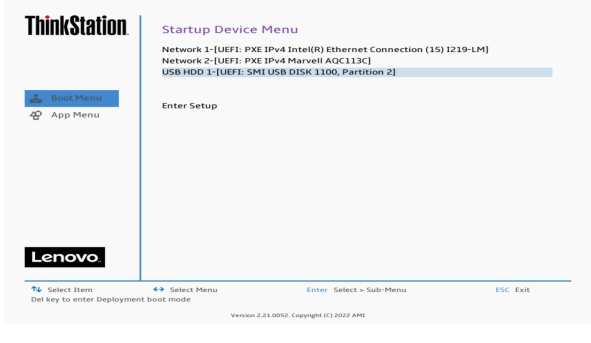 ThinkStation
Startup Device Menu
Network 1-[UEFI: PXE IPv4 Intel(R) Ethernet Connection (15) I219-LM]
Network 2-[UEFI: PXE IPv4 Marvell AQC113C]
USB HDD 1-[UEFI: SMI USB DISK 1100, Partition 2]
Boot Menu
Enter Setup
App Menu
Lenovo.
Select Item
Select Menu
Enter Select > Sub-Menu
ESC Exit
Del key to enter Deployment boot mode
Version 2.21.0052. Copyright (C) 2022 AMI